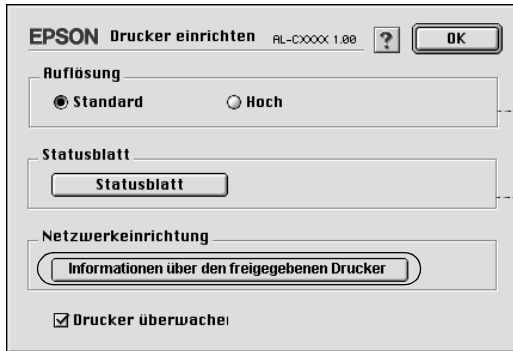 EPSON Drucker einrichten AL-CXXXX 1.00 ? OK
Auflösung
Standard Hoch
Statusblatt
Statusblatt
Netzwerkeinrichtung
Informationen über den freigegebenen Drucker
Drucker überwache